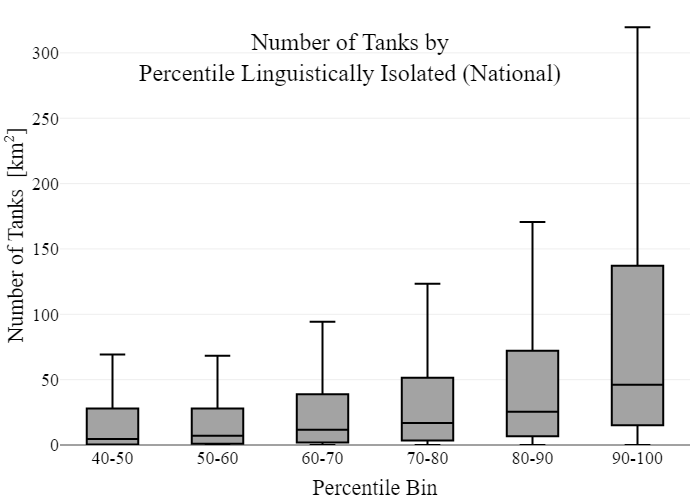 Number of Tanks by
Percentile Linguistically Isolated (National)
Number of Tanks [km²]
300
250
200
150
100
50
0
40-50 50-60 60-70 70-80 80-90 90-100
Percentile Bin